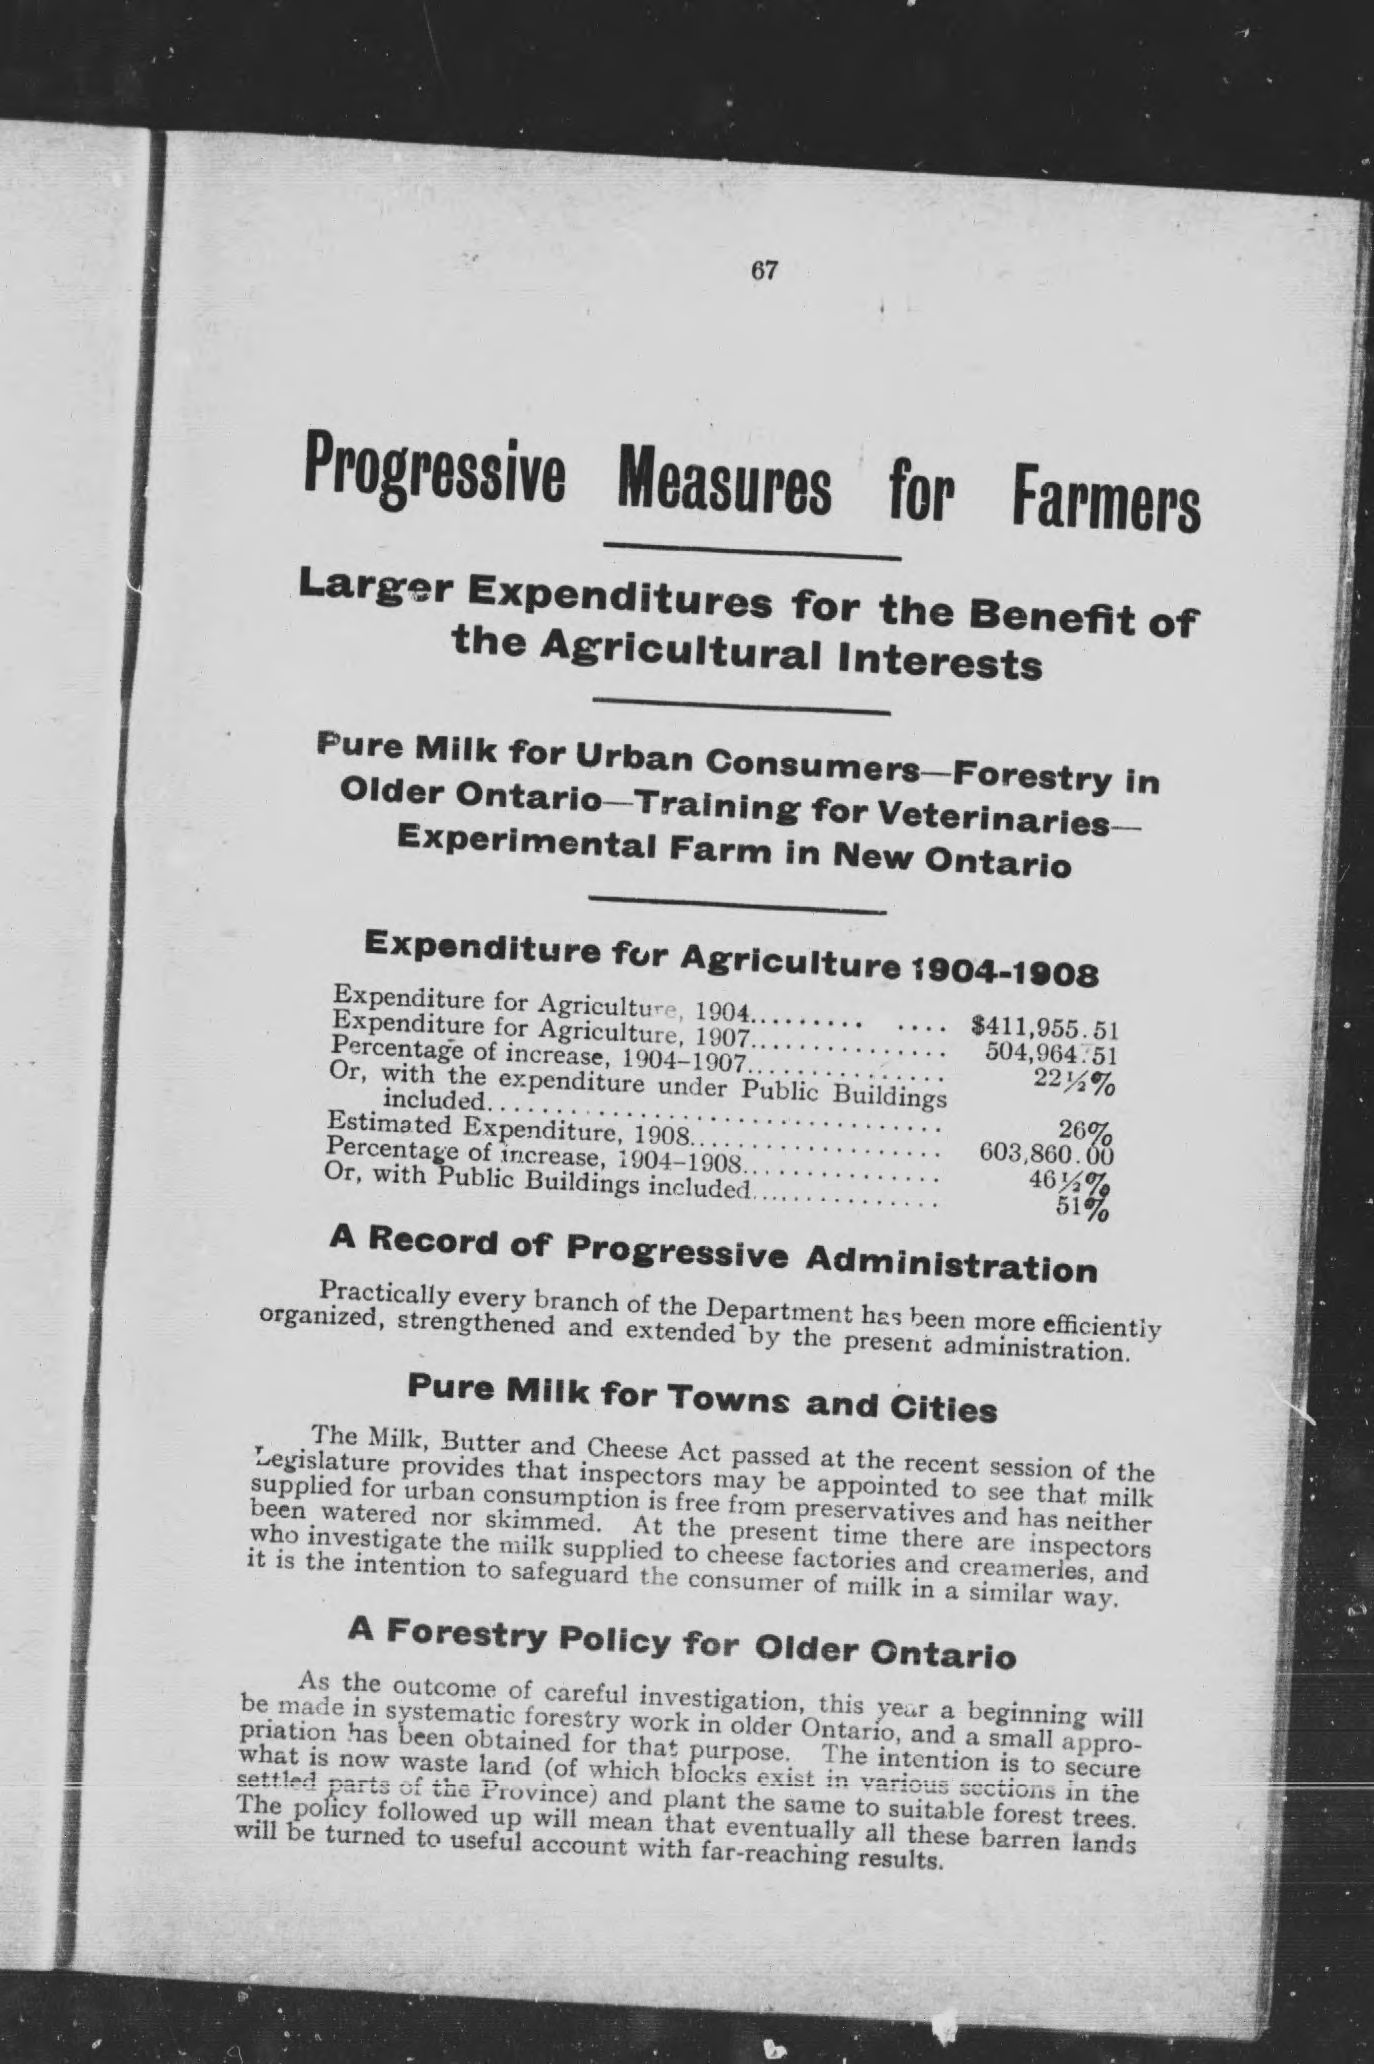 67
Progressive Measures for Farmers
Larger Expenditures for the Benefit of
the Agricultural Interests
Pure Milk for Urban Consumers—Forestry in
Older Ontario—Training for Veterinaries—
Experimental Farm in New Ontario
Expenditure for Agriculture 1904-1908
Expenditure for Agriculture, 1904......... .... $411,955.51
Expenditure for Agriculture, 1907............... 504,964.51
Percentage of increase, 1904-1907............... 22½%
Or, with the expenditure under Public Buildings
included.................................. 26%
Estimated Expenditure, 1908................... 603,860.00
Percentage of increase, 1904-1908............... 46½%
Or, with Public Buildings included.............. 51%
A Record of Progressive Administration
Practically every branch of the Department has been more efficiently
organized, strengthened and extended by the present administration.
Pure Milk for Towns and Cities
The Milk, Butter and Cheese Act passed at the recent session of the
Legislature provides that inspectors may be appointed to see that milk
supplied for urban consumption is free from preservatives and has neither
been watered nor skimmed. At the present time there are inspectors
who investigate the milk supplied to cheese factories and creameries, and
it is the intention to safeguard the consumer of milk in a similar way.
A Forestry Policy for Older Ontario
As the outcome of careful investigation, this year a beginning will
be made in systematic forestry work in older Ontario, and a small appro-
priation has been obtained for that purpose. The intention is to secure
what is now waste land (of which blocks exist in various sections in the
settled parts of the Province) and plant the same to suitable forest trees.
The policy followed up will mean that eventually all these barren lands
will be turned to useful account with far-reaching results.